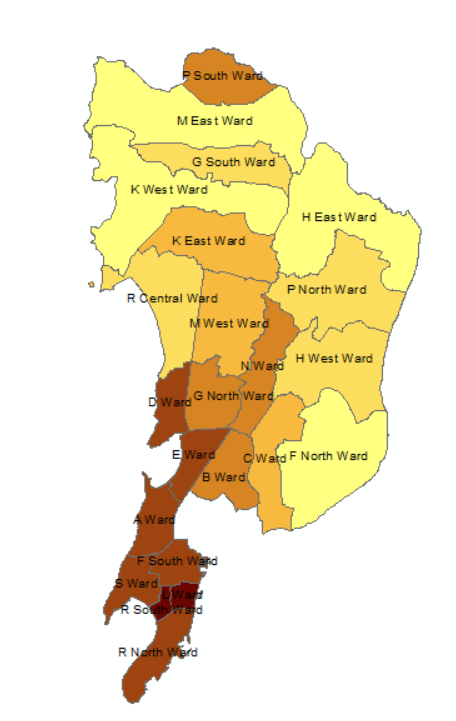 P South Ward
M East Ward
G South Ward
K West Ward
H East Ward
K East Ward
P North Ward
R Central Ward
M West Ward
H West Ward
N Ward
G North Ward
D Ward
E Ward
C Ward
F North Ward
B Ward
A Ward
F South Ward
S Ward
L Ward
R South Ward
R North Ward